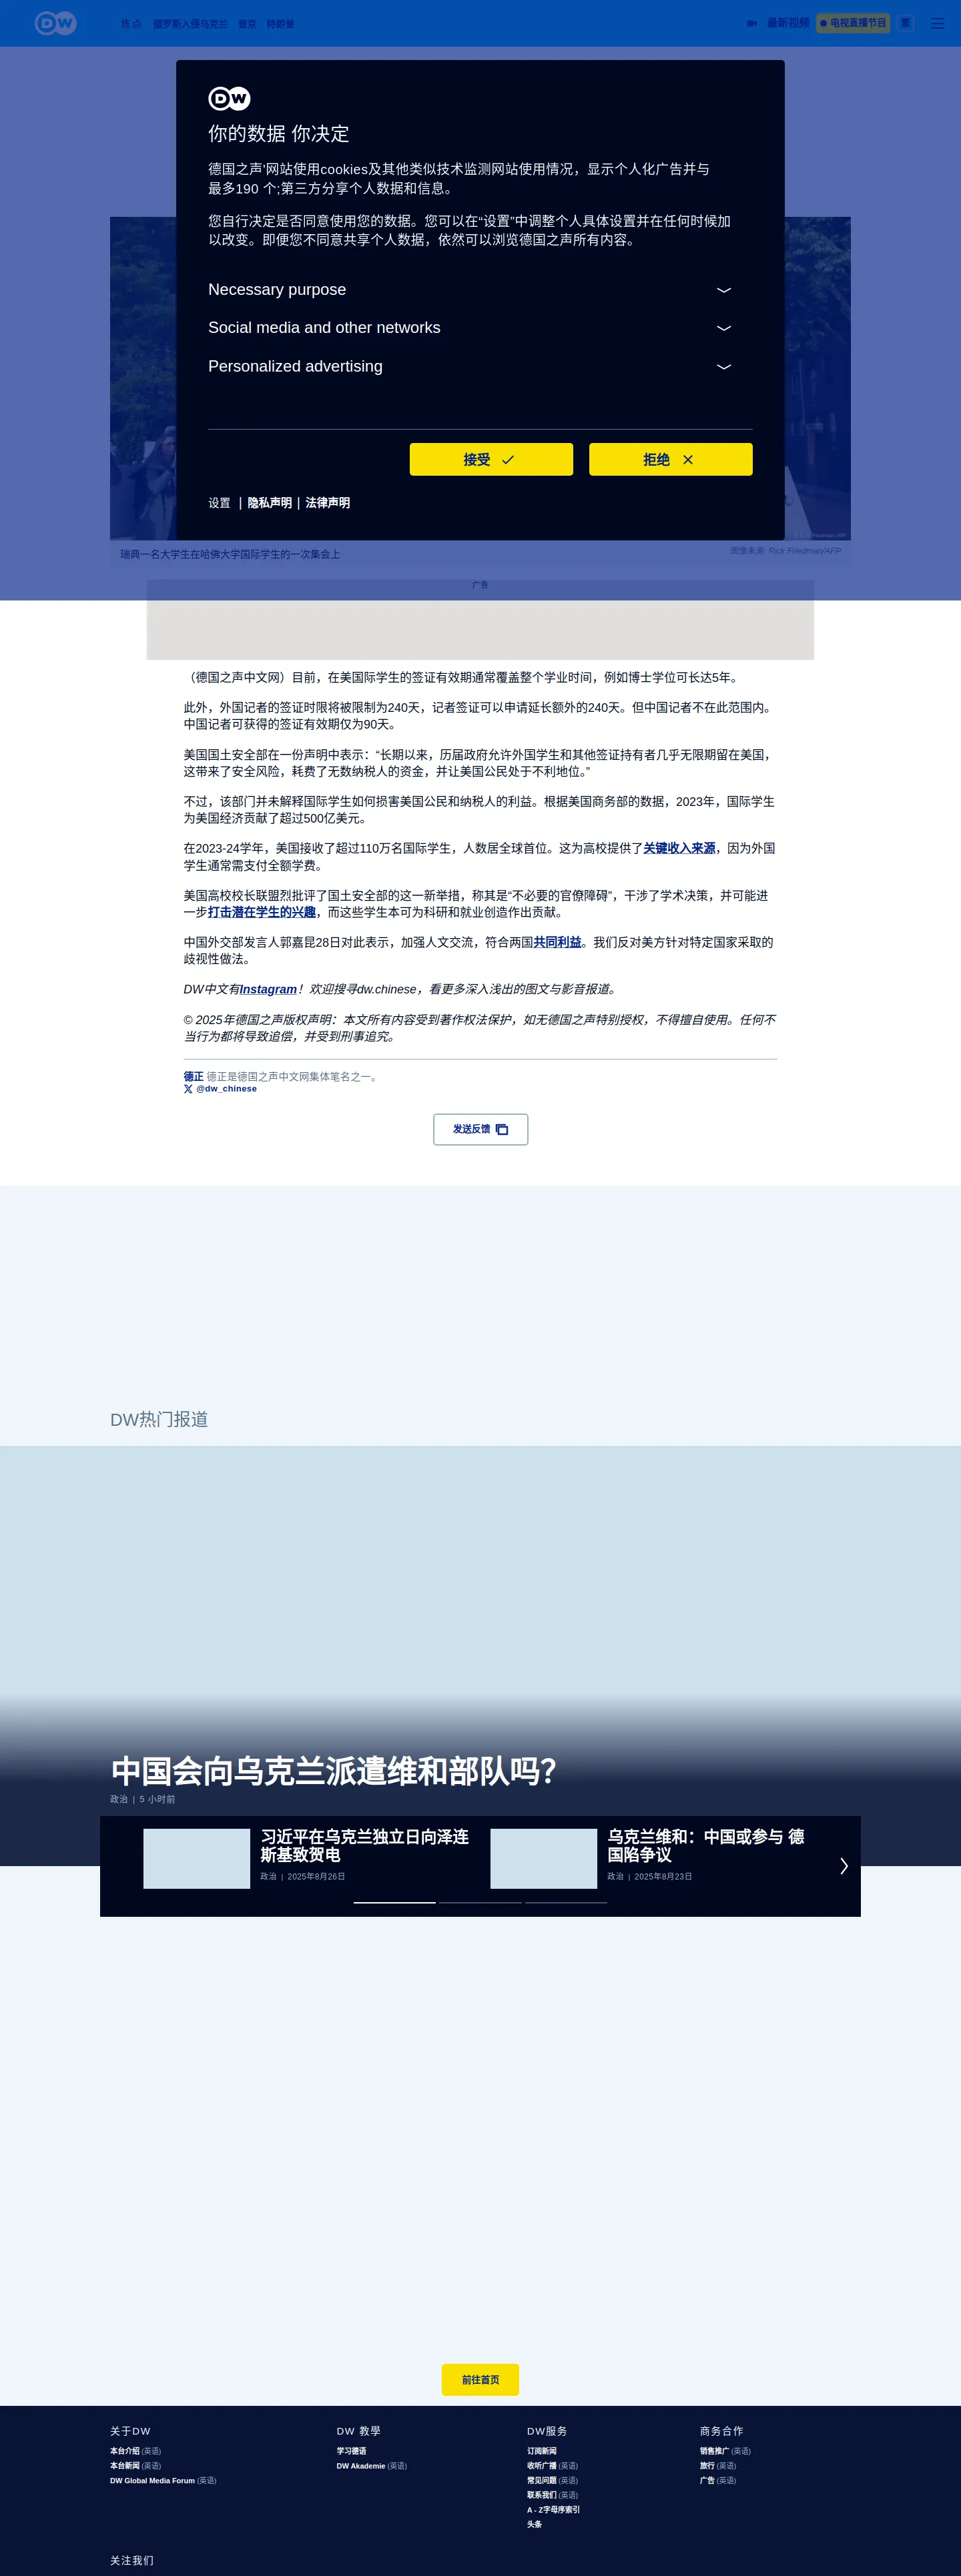 DW
焦点 俄罗斯入侵乌克兰 普京 特朗普
最新视频 电视直播节目 繁
DW
你的数据 你决定
德国之声'网站使用cookies及其他类似技术监测网站使用情况，显示个人化广告并与
最多190 个;第三方分享个人数据和信息。
您自行决定是否同意使用您的数据。您可以在“设置”中调整个人具体设置并在任何时候加
以改变。即便您不同意共享个人数据，依然可以浏览德国之声所有内容。
Necessary purpose
Social media and other networks
Personalized advertising
接受 拒绝
设置 | 隐私声明 | 法律声明
瑞典一名大学生在哈佛大学国际学生的一次集会上
图像来源: Rick Friedman/AFP
广告
（德国之声中文网）目前，在美国际学生的签证有效期通常覆盖整个学业时间，例如博士学位可长达5年。
此外，外国记者的签证时限将被限制为240天，记者签证可以申请延长额外的240天。但中国记者不在此范围内。
中国记者可获得的签证有效期仅为90天。
美国国土安全部在一份声明中表示：“长期以来，历届政府允许外国学生和其他签证持有者几乎无限期留在美国，
这带来了安全风险，耗费了无数纳税人的资金，并让美国公民处于不利地位。”
不过，该部门并未解释国际学生如何损害美国公民和纳税人的利益。根据美国商务部的数据，2023年，国际学生
为美国经济贡献了超过500亿美元。
在2023-24学年，美国接收了超过110万名国际学生，人数居全球首位。这为高校提供了关键收入来源，因为外国
学生通常需支付全额学费。
美国高校校长联盟烈批评了国土安全部的这一新举措，称其是“不必要的官僚障碍”，干涉了学术决策，并可能进
一步打击潜在学生的兴趣，而这些学生本可为科研和就业创造作出贡献。
中国外交部发言人郭嘉昆28日对此表示，加强人文交流，符合两国共同利益。我们反对美方针对特定国家采取的
歧视性做法。
DW中文有Instagram！欢迎搜寻dw.chinese，看更多深入浅出的图文与影音报道。
© 2025年德国之声版权声明：本文所有内容受到著作权法保护，如无德国之声特别授权，不得擅自使用。任何不
当行为都将导致追偿，并受到刑事追究。
德正 德正是德国之声中文网集体笔名之一。
@dw_chinese
发送反馈
DW热门报道
中国会向乌克兰派遣维和部队吗？
政治 | 5 小时前
习近平在乌克兰独立日向泽连
斯基致贺电
政治 | 2025年8月26日
乌克兰维和：中国或参与 德
国陷争议
政治 | 2025年8月23日
前往首页
关于DW
本台介绍 (英语)
本台新闻 (英语)
DW Global Media Forum (英语)
DW 教學
学习德语
DW Akademie (英语)
DW服务
订阅新闻
收听广播 (英语)
常见问题 (英语)
联系我们 (英语)
A - Z字母序索引
头条
商务合作
销售推广 (英语)
旅行 (英语)
广告 (英语)
关注我们